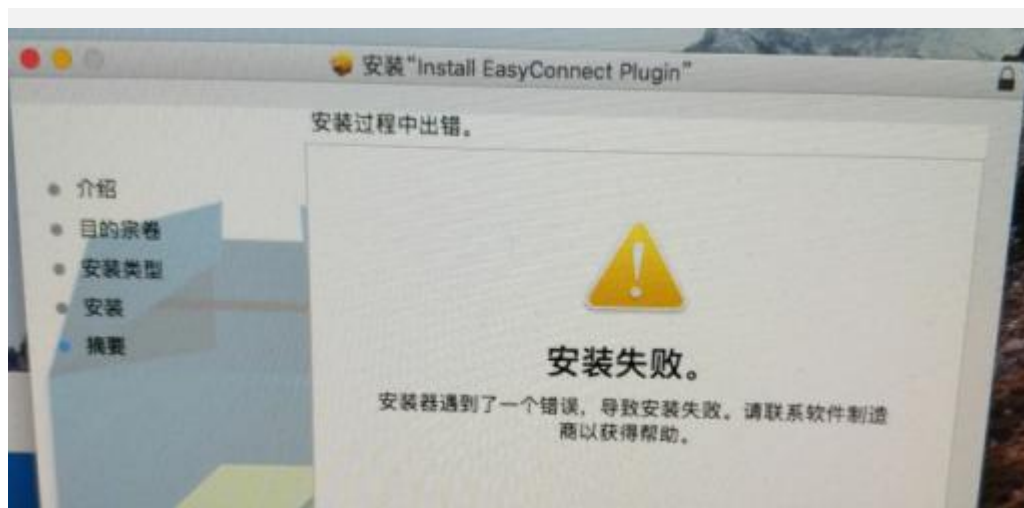 安装“Install EasyConnect Plugin”
安装过程中出错。
介绍
目的宗卷
安装类型
安装
摘要
安装失败。
安装器遇到了一个错误，导致安装失败。请联系软件制造
商以获得帮助。